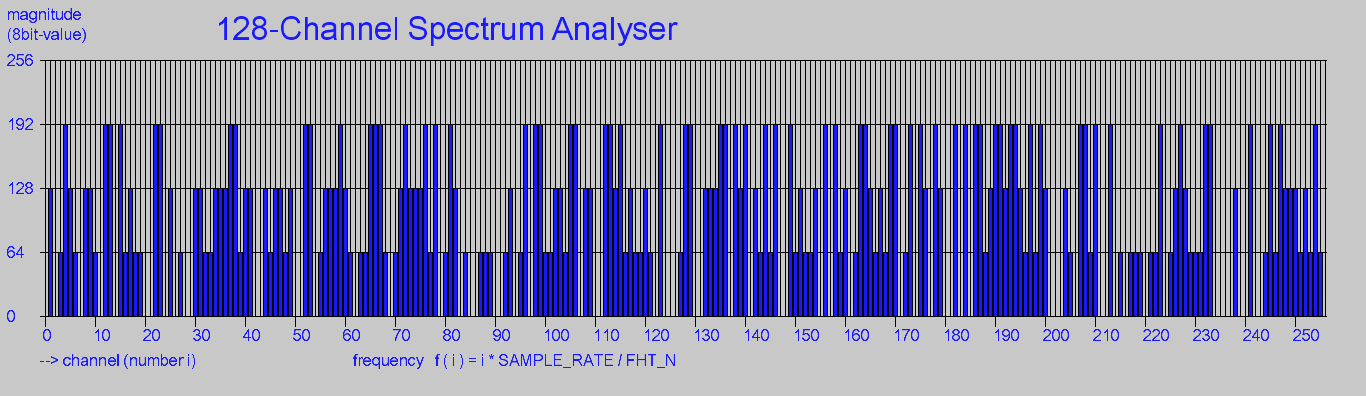 magnitude
(8bit-value)
128-Channel Spectrum Analyser
256
192
128
64
0
0 10 20 30 40 50 60 70 80 90 100 110 120 130 140 150 160 170 180 190 200 210 220 230 240 250
--> channel (number i)
frequency f ( i ) = i * SAMPLE_RATE / FHT_N